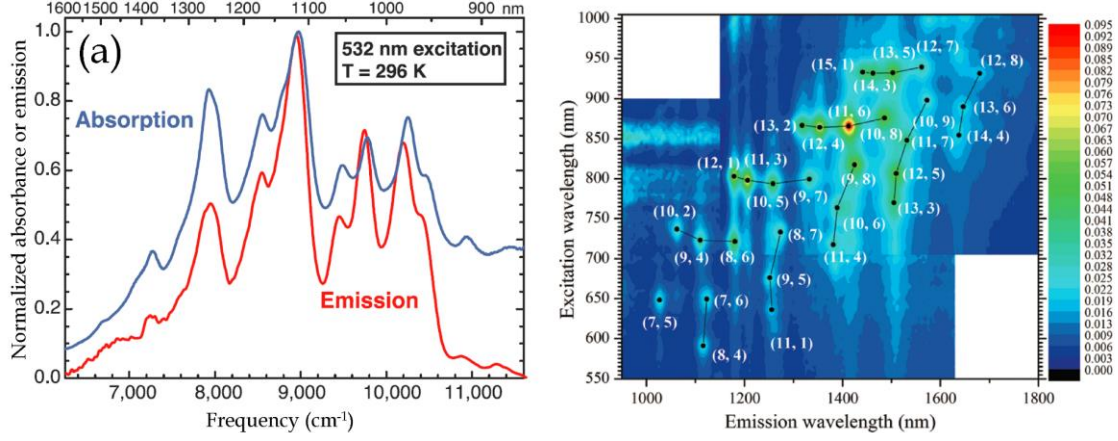 1600 1500 1400 1300 1200 1100 1000 900 nm
(a)
532 nm excitation
T = 296 K
Absorption
Emission
Normalized absorbance or emission
1.0
0.8
0.6
0.4
0.2
0.0
7,000 8,000 9,000 10,000 11,000
Frequency (cm⁻¹)
Excitation wavelength (nm)
1000
950
900
850
800
750
700
650
600
550
(15, 1) (13, 5) (12, 7)
(14, 3)
(12, 8)
(13, 2) (11, 6)
(12, 4) (10, 8)
(10, 9) (13, 6)
(11, 7) (14, 4)
(12, 1) (11, 3)
(10, 5) (9, 7)
(9, 8) (12, 5)
(13, 3)
(10, 2) (8, 7) (10, 6)
(9, 4) (8, 6) (11, 4)
(9, 5)
(7, 5) (7, 6)
(8, 4) (11, 1)
1000 1200 1400 1600 1800
Emission wavelength (nm)
0.095
0.092
0.089
0.085
0.082
0.079
0.076
0.073
0.070
0.067
0.063
0.060
0.057
0.054
0.051
0.048
0.044
0.041
0.038
0.035
0.032
0.029
0.025
0.022
0.019
0.016
0.013
0.010
0.006
0.003
0.000